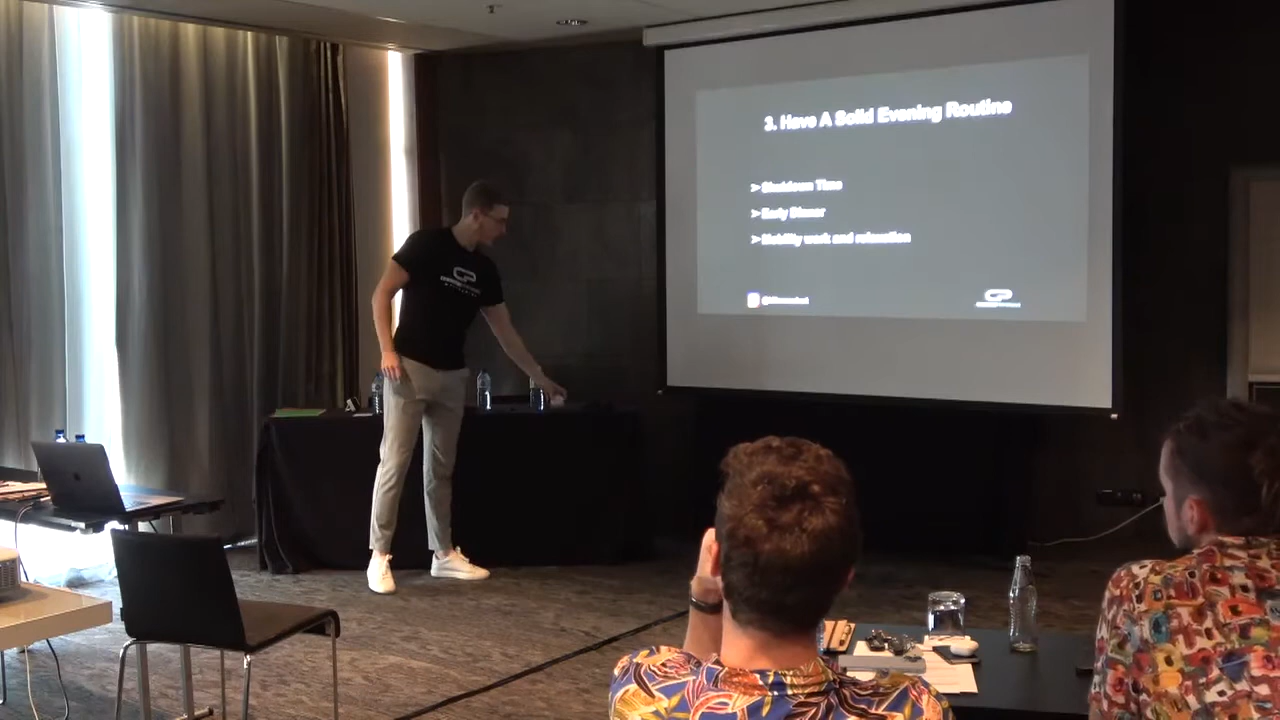 3. Have A Solid Evening Routine
>Shutdown Time
>Early Dinner
>Mobility work and relaxation